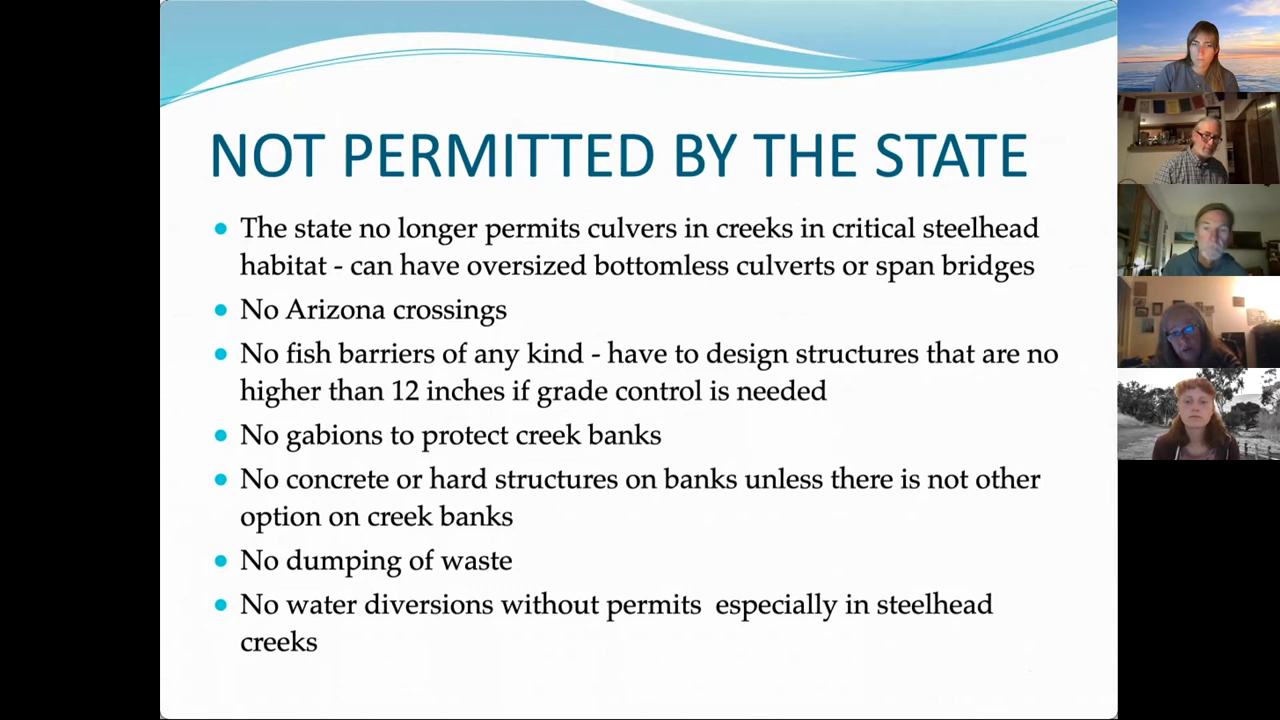 NOT PERMITTED BY THE STATE
The state no longer permits culvers in creeks in critical steelhead
habitat - can have oversized bottomless culverts or span bridges
No Arizona crossings
No fish barriers of any kind - have to design structures that are no
higher than 12 inches if grade control is needed
No gabions to protect creek banks
No concrete or hard structures on banks unless there is not other
option on creek banks
No dumping of waste
No water diversions without permits  especially in steelhead
creeks